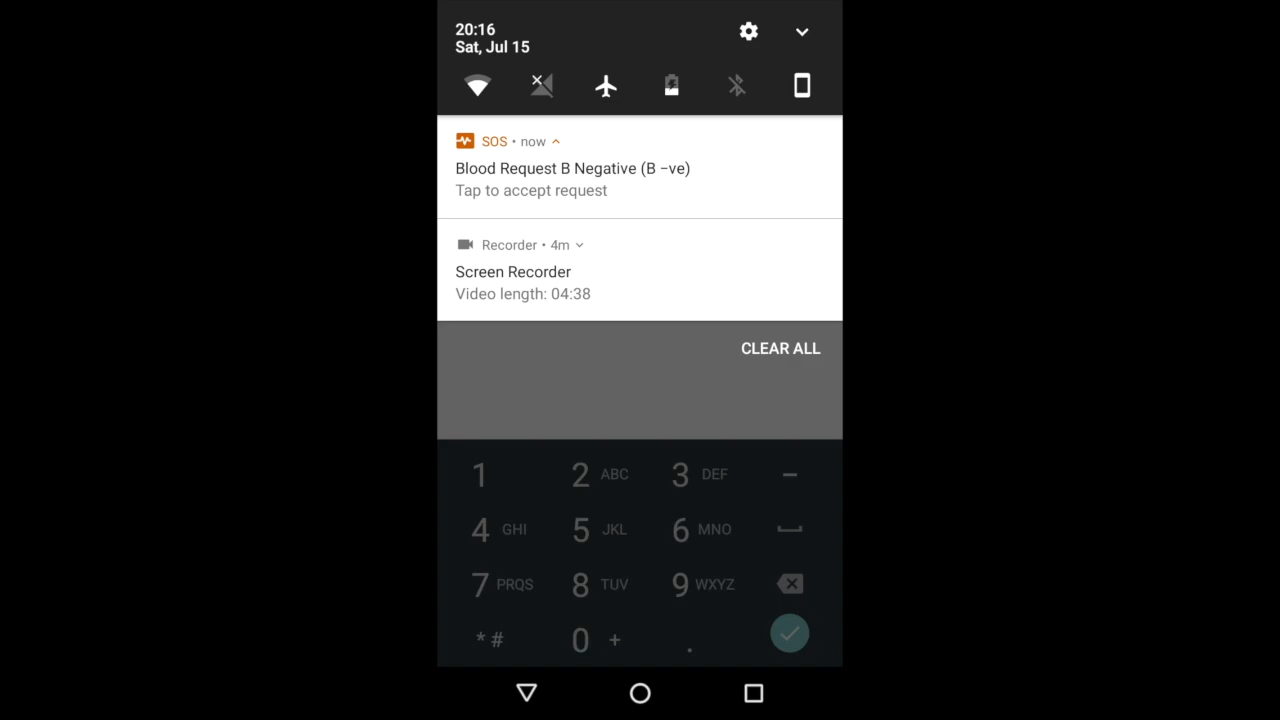 20:16
Sat, Jul 15
SOS • now
Blood Request B Negative (B −ve)
Tap to accept request
Recorder • 4m
Screen Recorder
Video length: 04:38
CLEAR ALL
1 2 ABC 3 DEF −
4 GHI 5 JKL 6 MNO
7 PRQS 8 TUV 9 WXYZ
* # 0 + .